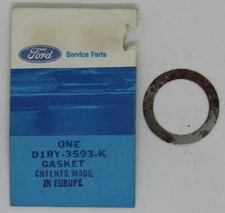 Ford
Service Parts
ONE
D1RY-3593-K
GASKET
CNTENTS MADE
IN EUROPE